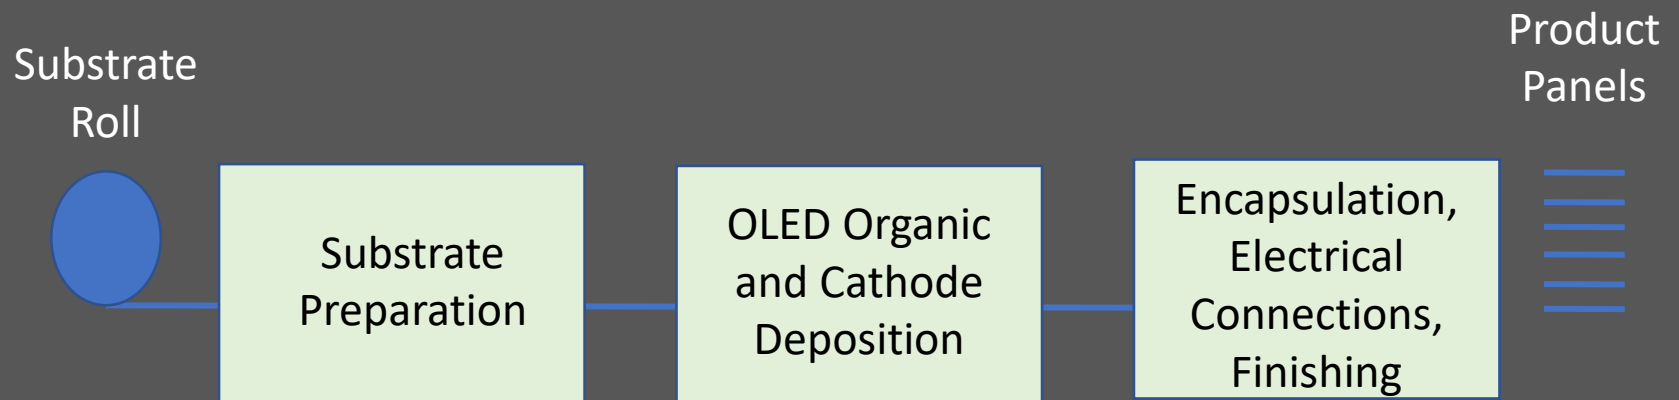 Substrate
Roll
Substrate
Preparation
OLED Organic
and Cathode
Deposition
Encapsulation,
Electrical
Connections,
Finishing
Product
Panels